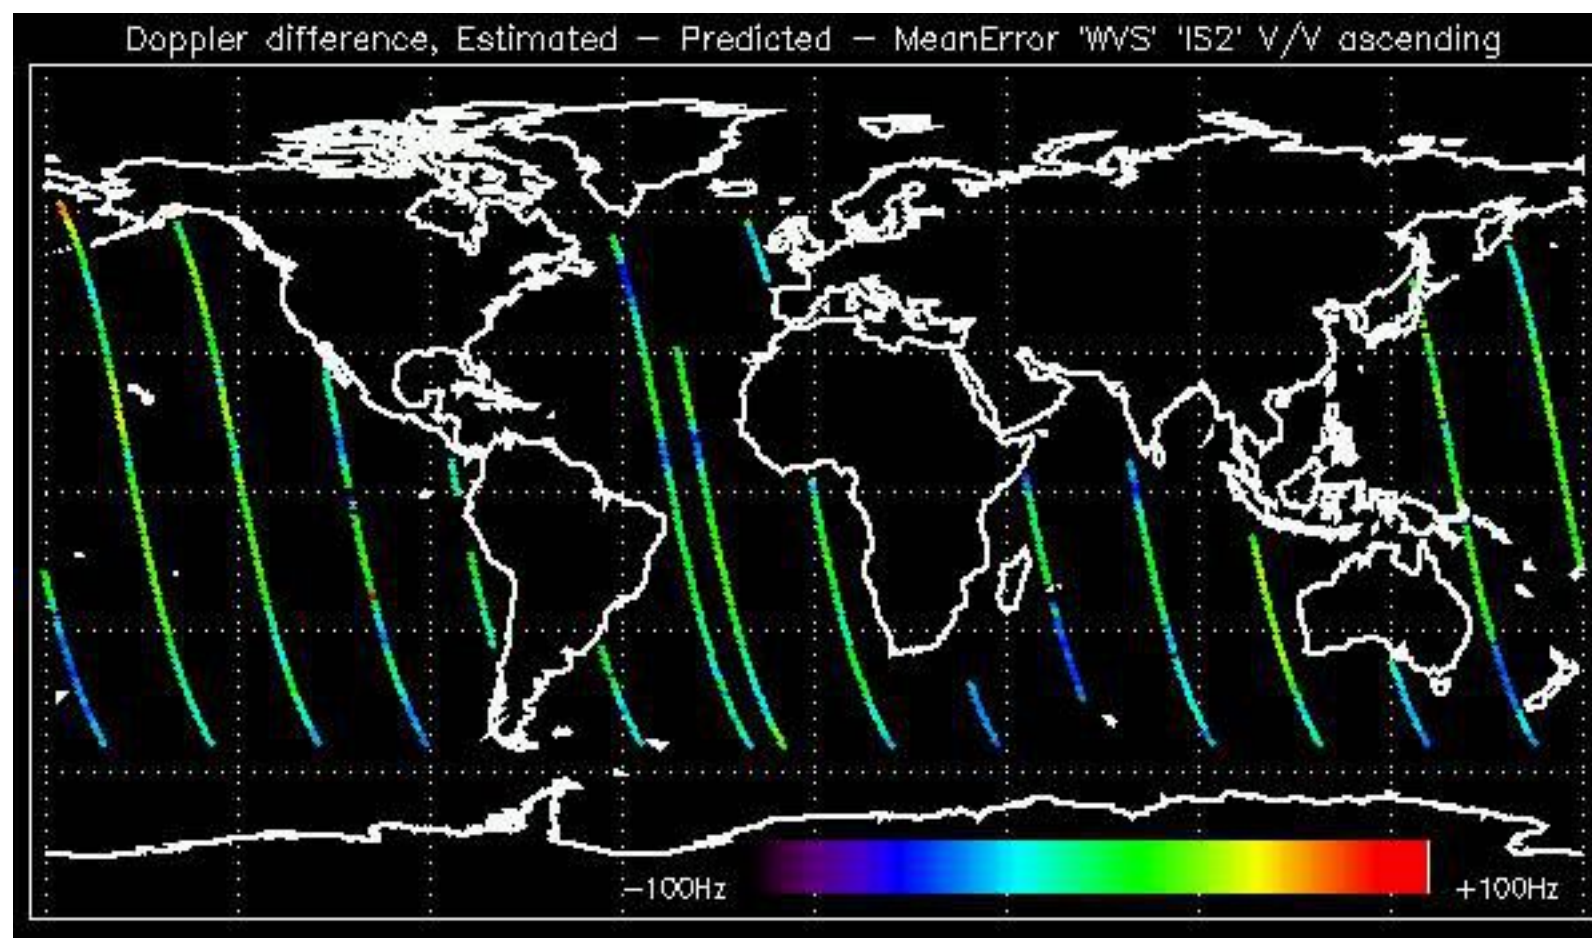 Doppler difference, Estimated − Predicted − MeanError 'WVS' 'IS2' V/V ascending
−100Hz
+100Hz